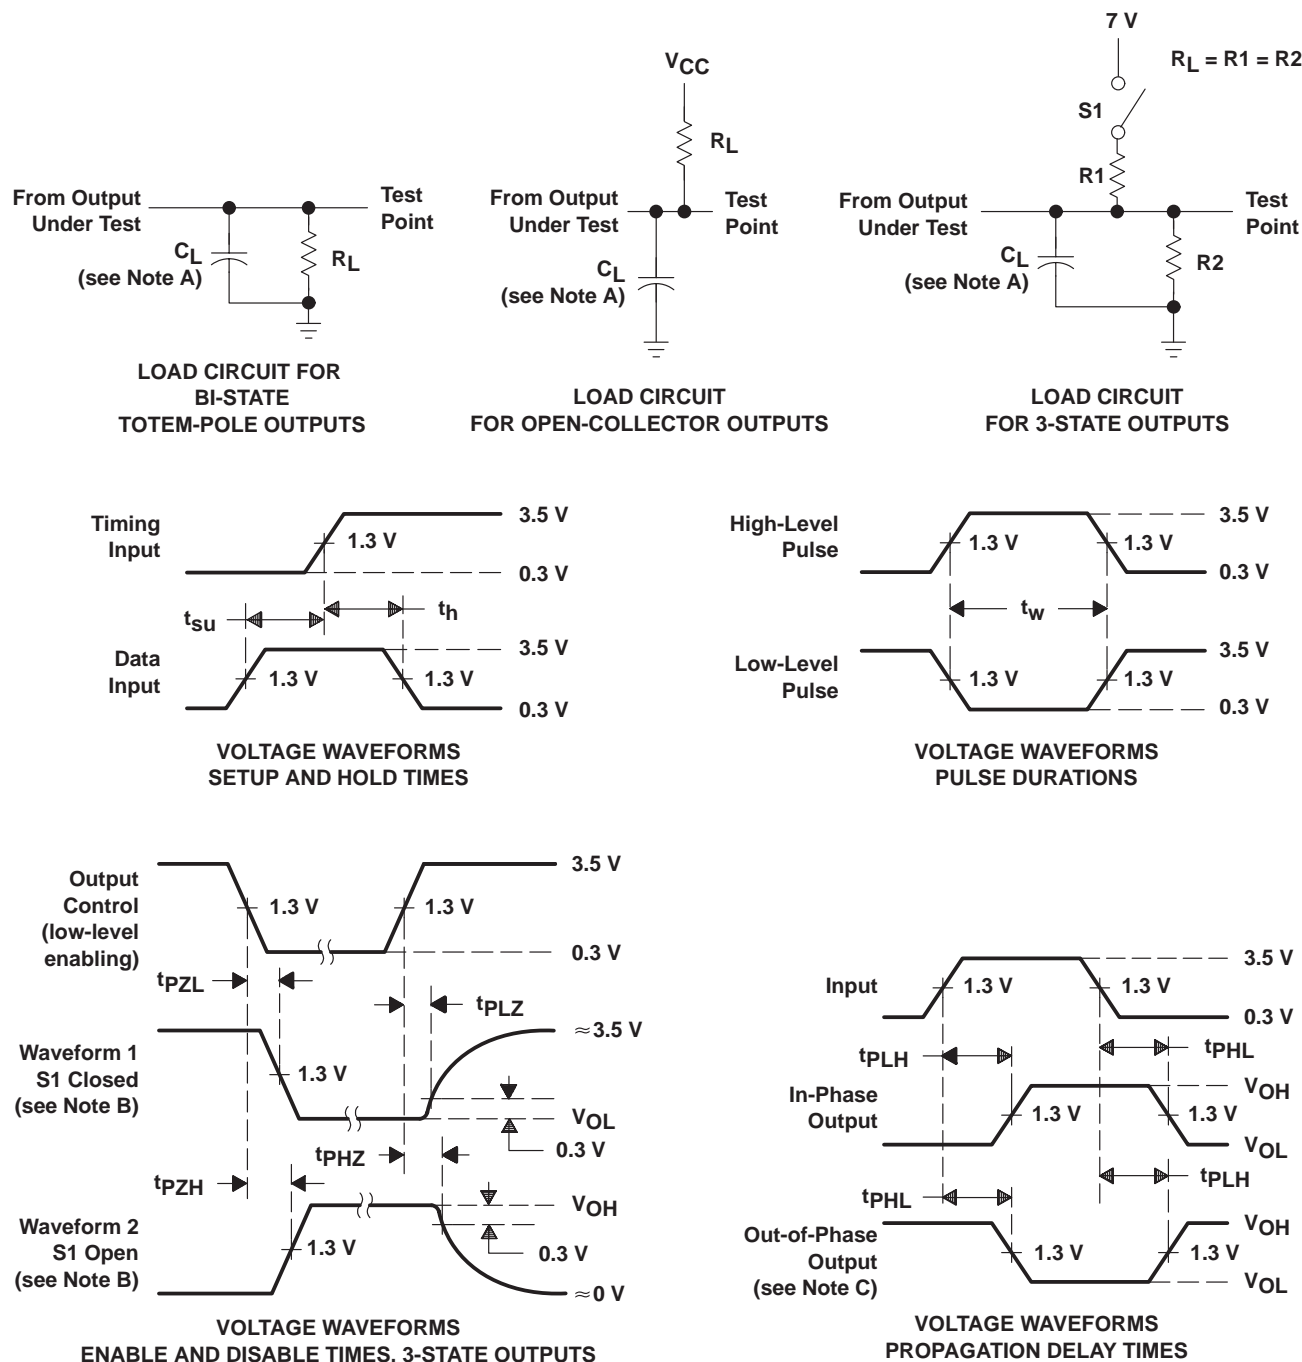 7 V
RL = R1 = R2
VCC
S1
RL
R1
From Output
Under Test
Test
Point
From Output
Under Test
Test
Point
From Output
Under Test
Test
Point
CL
(see Note A)
RL
CL
(see Note A)
CL
(see Note A)
R2
LOAD CIRCUIT FOR
BI-STATE
TOTEM-POLE OUTPUTS
LOAD CIRCUIT
FOR OPEN-COLLECTOR OUTPUTS
LOAD CIRCUIT
FOR 3-STATE OUTPUTS
Timing
Input
1.3 V
3.5 V
0.3 V
tsu
th
Data
Input
1.3 V
1.3 V
3.5 V
0.3 V
VOLTAGE WAVEFORMS
SETUP AND HOLD TIMES
High-Level
Pulse
1.3 V
1.3 V
3.5 V
0.3 V
tw
Low-Level
Pulse
1.3 V
1.3 V
3.5 V
0.3 V
VOLTAGE WAVEFORMS
PULSE DURATIONS
Output
Control
(low-level
enabling)
1.3 V
1.3 V
3.5 V
0.3 V
tPZL
tPLZ
Waveform 1
S1 Closed
(see Note B)
1.3 V
≈3.5 V
VOL
0.3 V
tPHZ
tPZH
Waveform 2
S1 Open
(see Note B)
1.3 V
VOH
0.3 V
≈0 V
VOLTAGE WAVEFORMS
ENABLE AND DISABLE TIMES, 3-STATE OUTPUTS
Input
1.3 V
1.3 V
3.5 V
0.3 V
tPLH
tPHL
In-Phase
Output
1.3 V
1.3 V
VOH
VOL
tPHL
tPLH
Out-of-Phase
Output
(see Note C)
1.3 V
1.3 V
VOH
VOL
VOLTAGE WAVEFORMS
PROPAGATION DELAY TIMES